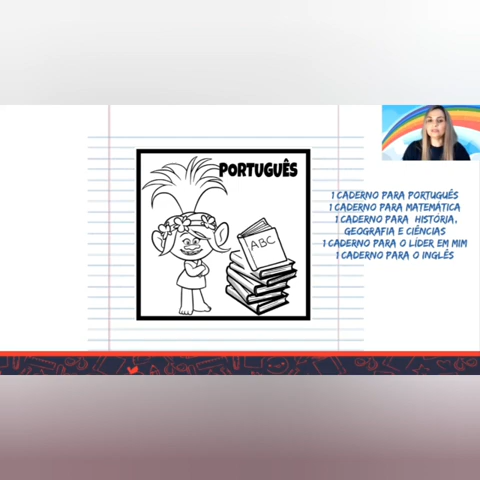 PORTUGUÊS
ABC
1 CADERNO PARA PORTUGUÊS
1 CADERNO PARA MATEMÁTICA
1 CADERNO PARA HISTÓRIA,
GEOGRAFIA E CIÊNCIAS
1 CADERNO PARA O LÍDER EM MIM
1 CADERNO PARA O INGLÊS